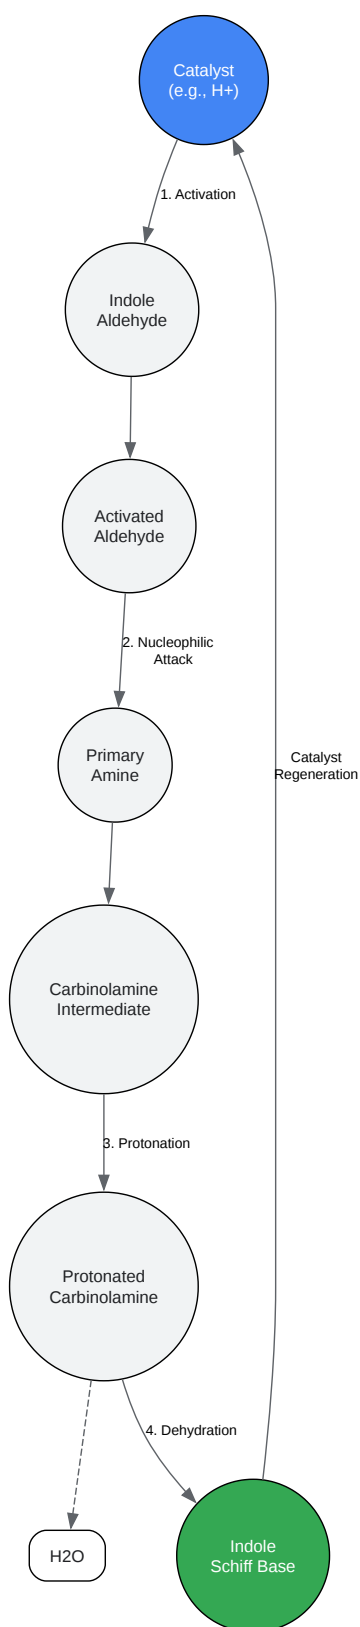 Catalyst
(e.g., H+)
1. Activation
Indole
Aldehyde
Activated
Aldehyde
2. Nucleophilic
Attack
Primary
Amine
Catalyst
Regeneration
Carbinolamine
Intermediate
3. Protonation
Protonated
Carbinolamine
4. Dehydration
H2O
Indole
Schiff Base